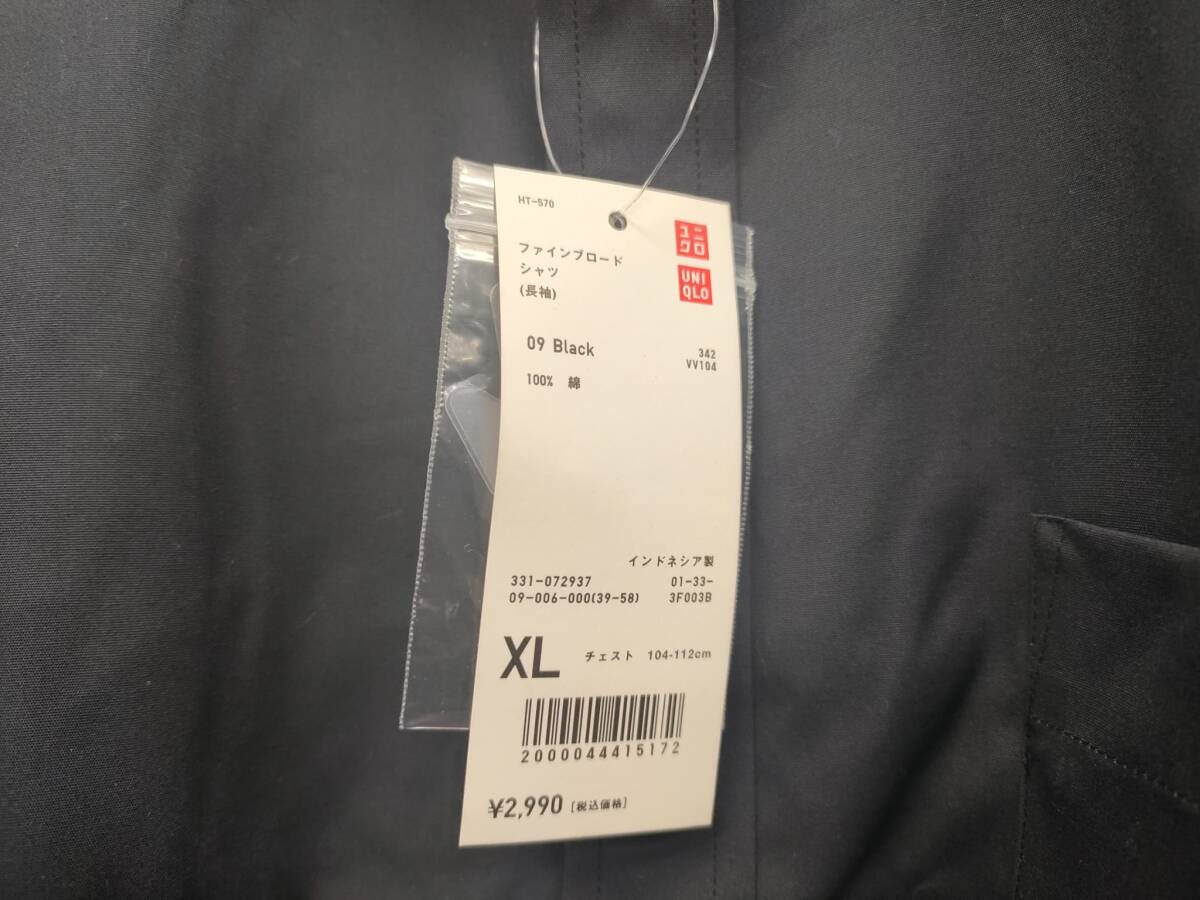 HT-570
ユニ
クロ
UNI
QLO
ファインブロード
シャツ
(長袖)
09 Black
342
VV104
100% 綿
インドネシア製
331-072937 01-33-
09-006-000(39-58) 3F003B
XL チェスト 104-112cm
2000044415172
¥2,990 [税込価格]